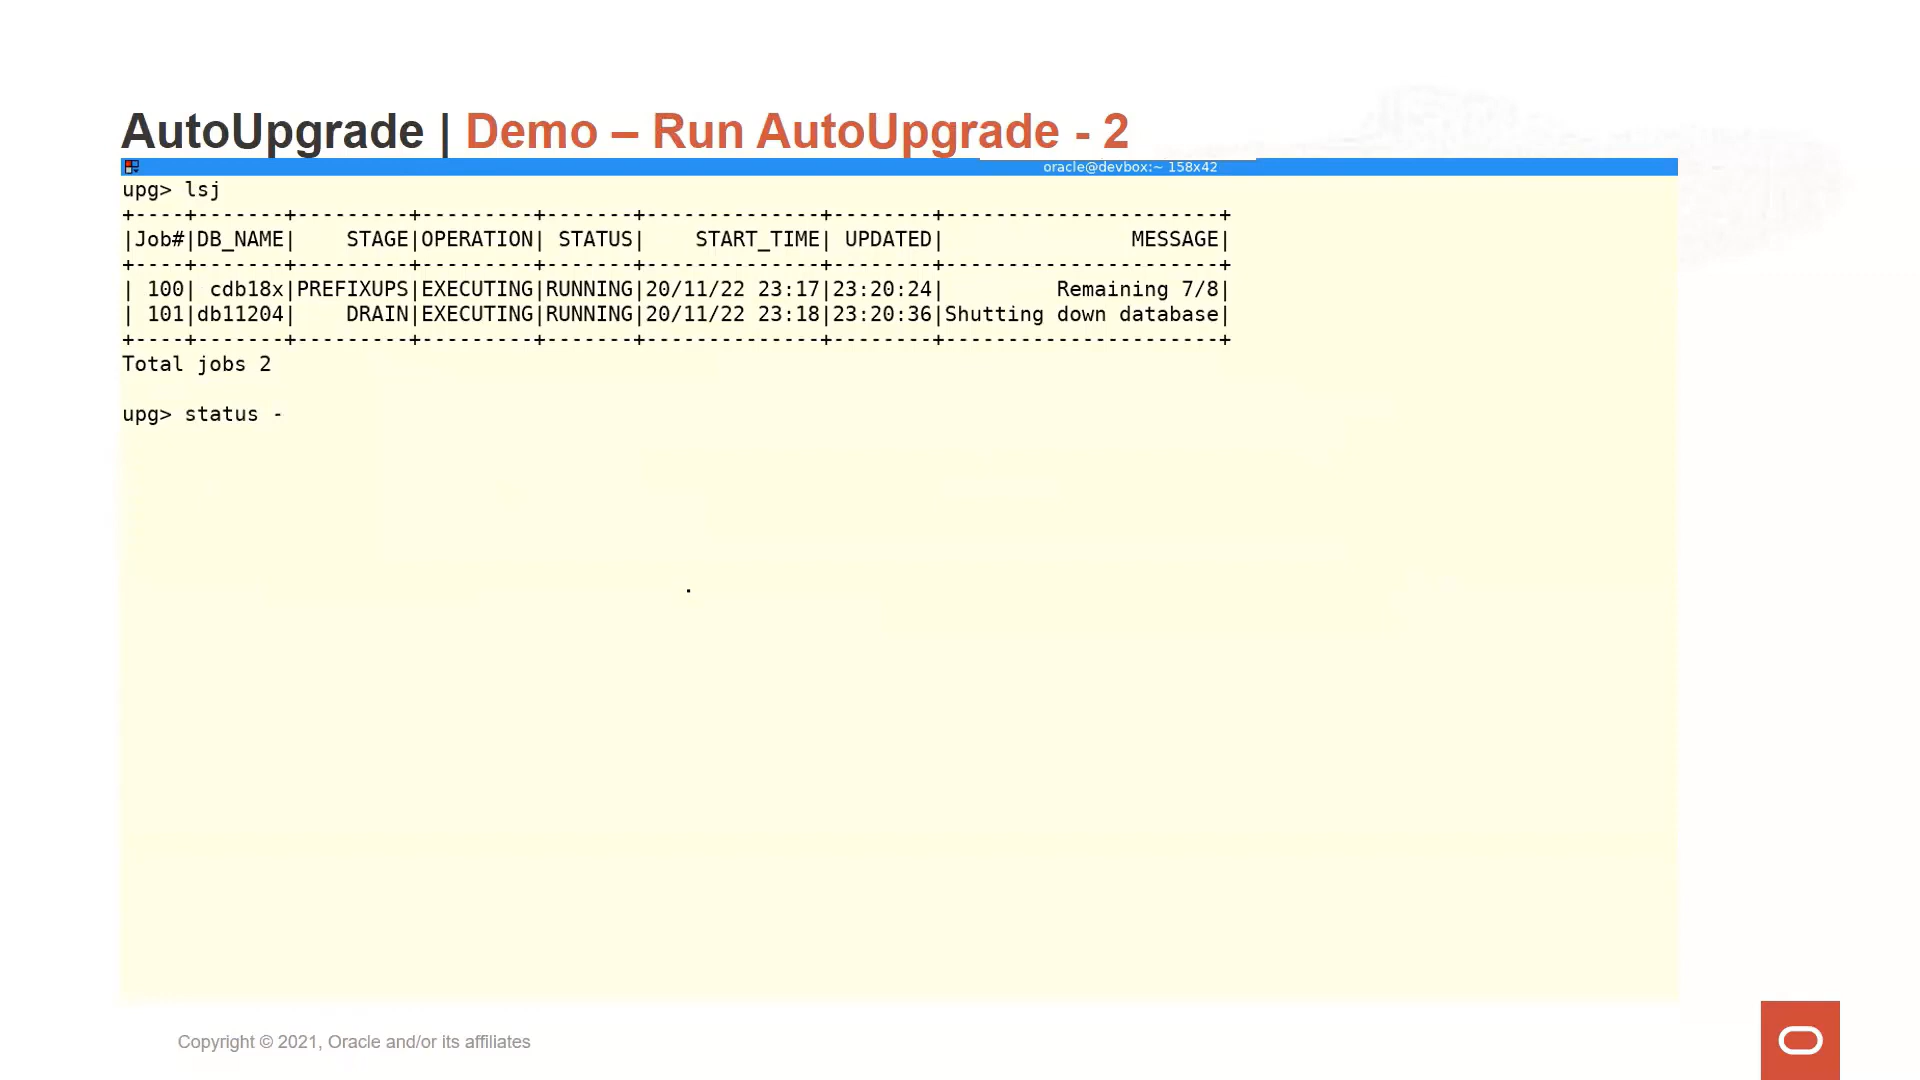 AutoUpgrade | Demo – Run AutoUpgrade - 2
oracle@devbox:~ 158x42
upg> lsj
+----+-------+---------+---------+-------+--------------+--------+----------------------+
|Job#|DB_NAME|    STAGE|OPERATION| STATUS|    START_TIME| UPDATED|               MESSAGE|
+----+-------+---------+---------+-------+--------------+--------+----------------------+
| 100| cdb18x|PREFIXUPS|EXECUTING|RUNNING|20/11/22 23:17|23:20:24|         Remaining 7/8|
| 101|db11204|    DRAIN|EXECUTING|RUNNING|20/11/22 23:18|23:20:36|Shutting down database|
+----+-------+---------+---------+-------+--------------+--------+----------------------+
Total jobs 2
upg> status -
Copyright © 2021, Oracle and/or its affiliates